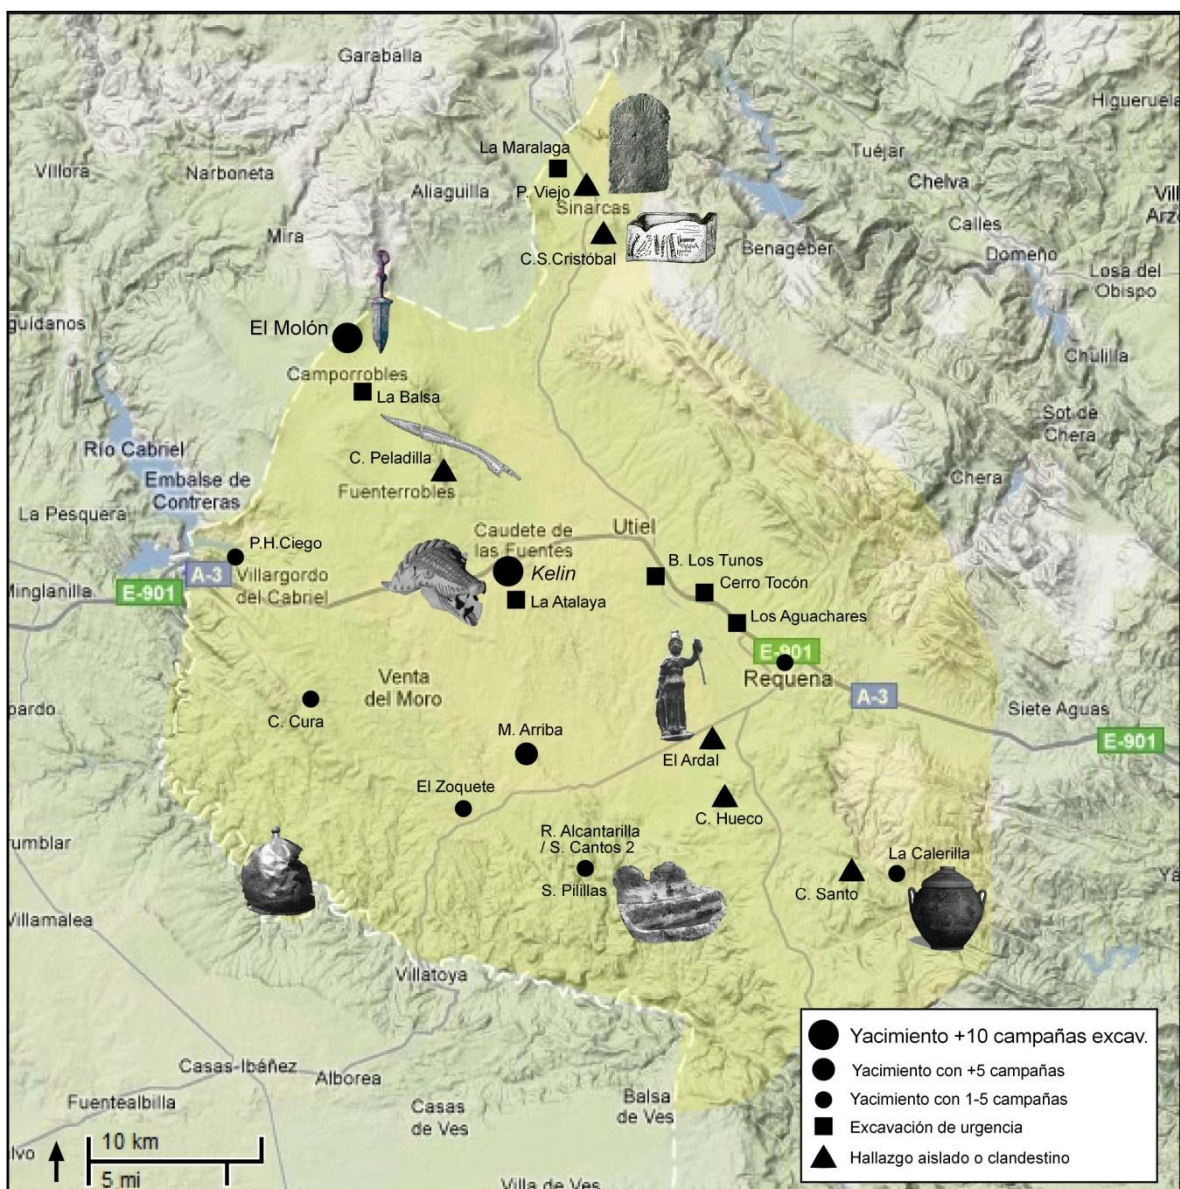 Garaballa
Higueruela
La Maralaga
Tuéjar
Víllora
Narboneta
Aliaguilla
P. Viejo
Chelva
Sinarcas
Calles
Mira
C.S.Cristóbal
Benagéber
Domeño
Losa del
Obispo
guidanos
El Molón
Chulilla
Camporrobles
La Balsa
Sot de
Chera
Río Cabriel
C. Peladilla
Chera
Embalse de
Contreras
Fuenterrobles
La Pesquera
Caudete de
las Fuentes
Utiel
P.H.Ciego
B. Los Tunos
Kelin
A-3
Villargordo
del Cabriel
Cerro Tocón
Minglanilla
E-901
La Atalaya
Los Aguachares
E-901
Requena
Venta
del Moro
A-3
Siete Aguas
pardo
C. Cura
M. Arriba
E-901
El Ardal
El Zoquete
C. Hueco
R. Alcantarilla
/ S. Cantos 2
rumblar
La Calerilla
S. Pilillas
C. Santo
Villamalea
Villatoya
Casas-Ibáñez
Alborea
Fuentealbilla
Casas
de Ves
Balsa
de Ves
Villa de Ves
lvo
10 km
5 mi
Yacimiento +10 campañas excav.
Yacimiento con +5 campañas
Yacimiento con 1-5 campañas
Excavación de urgencia
Hallazgo aislado o clandestino